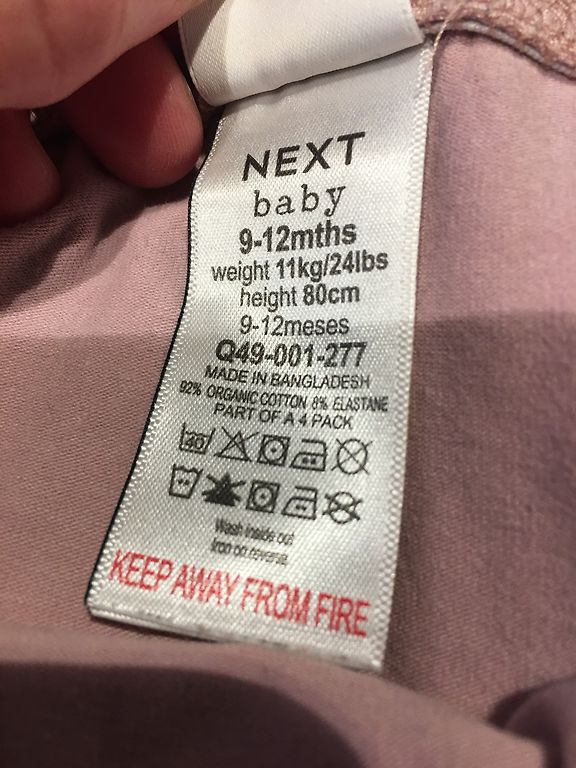 NEXT
baby
9-12mths
weight 11kg/24lbs
height 80cm
9-12meses
Q49-001-277
MADE IN BANGLADESH
92% ORGANIC COTTON 8% ELASTANE
PART OF A 4 PACK
40
Wash inside out
Iron on reverse
KEEP AWAY FROM FIRE